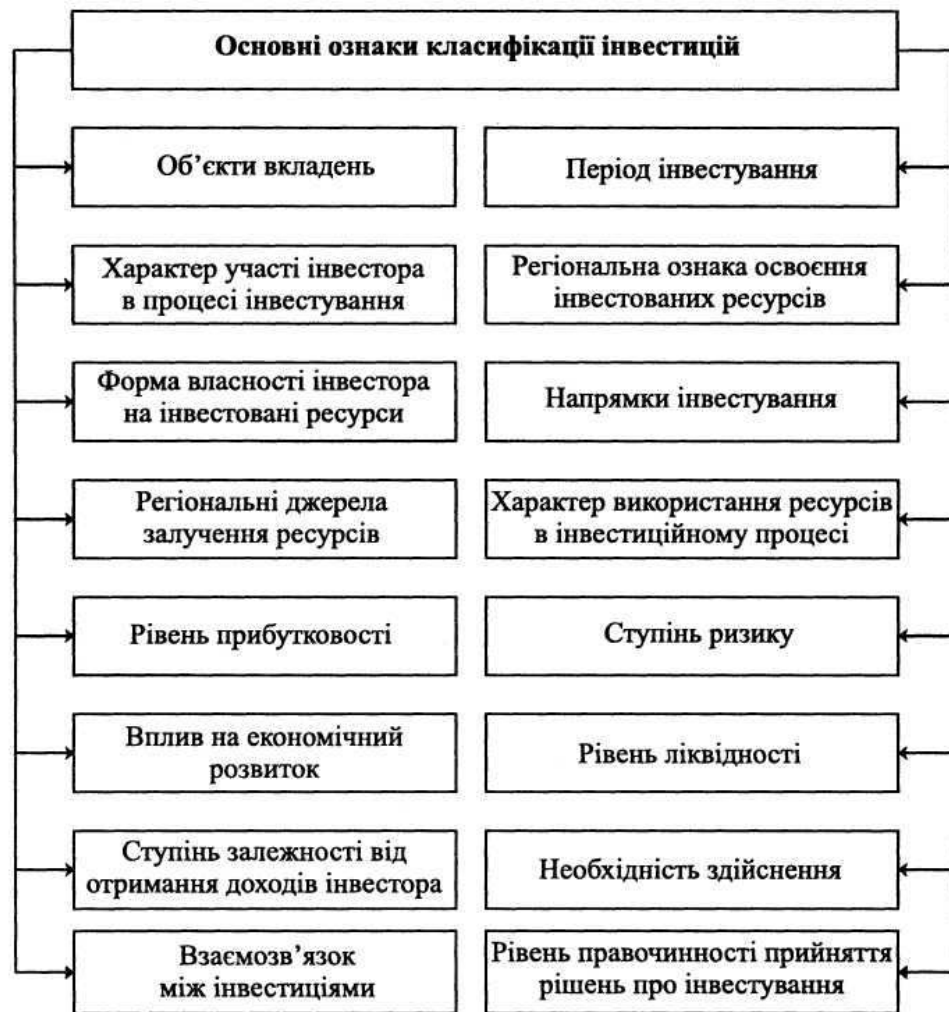 Основні ознаки класифікації інвестицій
Об’єкти вкладень
Період інвестування
Характер участі інвестора
в процесі інвестування
Регіональна ознака освоєння
інвестованих ресурсів
Форма власності інвестора
на інвестовані ресурси
Напрямки інвестування
Регіональні джерела
залучення ресурсів
Характер використання ресурсів
в інвестиційному процесі
Рівень прибутковості
Ступінь ризику
Вплив на економічний
розвиток
Рівень ліквідності
Ступінь залежності від
отримання доходів інвестора
Необхідність здійснення
Взаємозв’язок
між інвестиціями
Рівень правочинності прийняття
рішень про інвестування